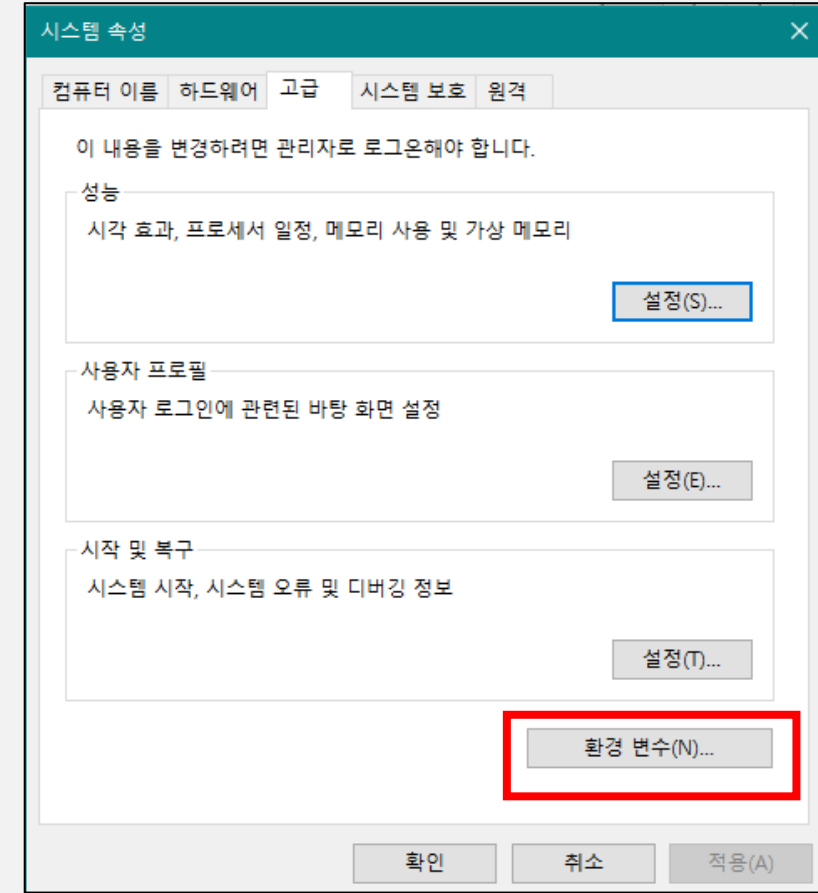 시스템 속성
컴퓨터 이름 하드웨어 고급 시스템 보호 원격
이 내용을 변경하려면 관리자로 로그온해야 합니다.
성능
시각 효과, 프로세서 일정, 메모리 사용 및 가상 메모리
설정(S)...
사용자 프로필
사용자 로그인에 관련된 바탕 화면 설정
설정(E)...
시작 및 복구
시스템 시작, 시스템 오류 및 디버깅 정보
설정(T)...
환경 변수(N)...
확인 취소 적용(A)